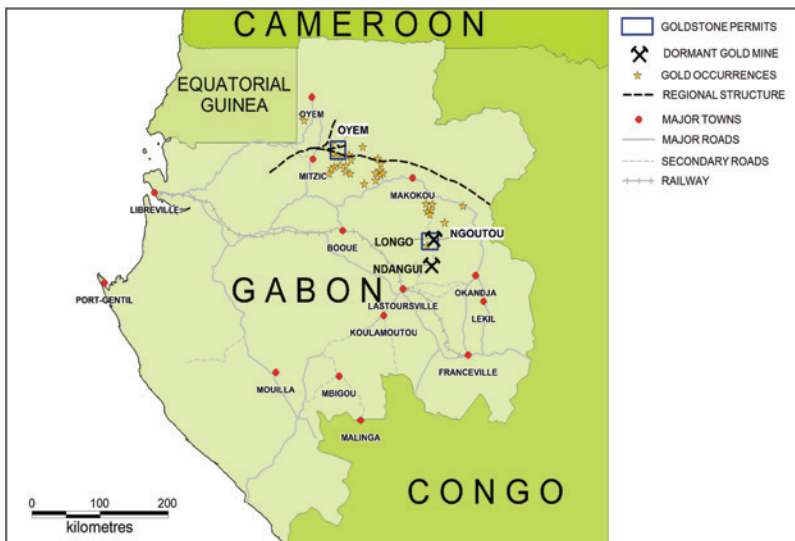 CAMEROON
EQUATORIAL
GUINEA
OYEM
OYEM
MITZIC
LIBREVILLE
MAKOKOU
BOOUE
LONGO
NGOUTOU
NDANGUI
PORT-GENTIL
GABON
OKANDJA
LASTOURSVILLE
LEKIL
KOULAMOUTOU
FRANCEVILLE
MOUILLA
MBIGOU
MALINGA
CONGO
0 100 200
kilometres
GOLDSTONE PERMITS
DORMANT GOLD MINE
GOLD OCCURRENCES
REGIONAL STRUCTURE
MAJOR TOWNS
MAJOR ROADS
SECONDARY ROADS
RAILWAY